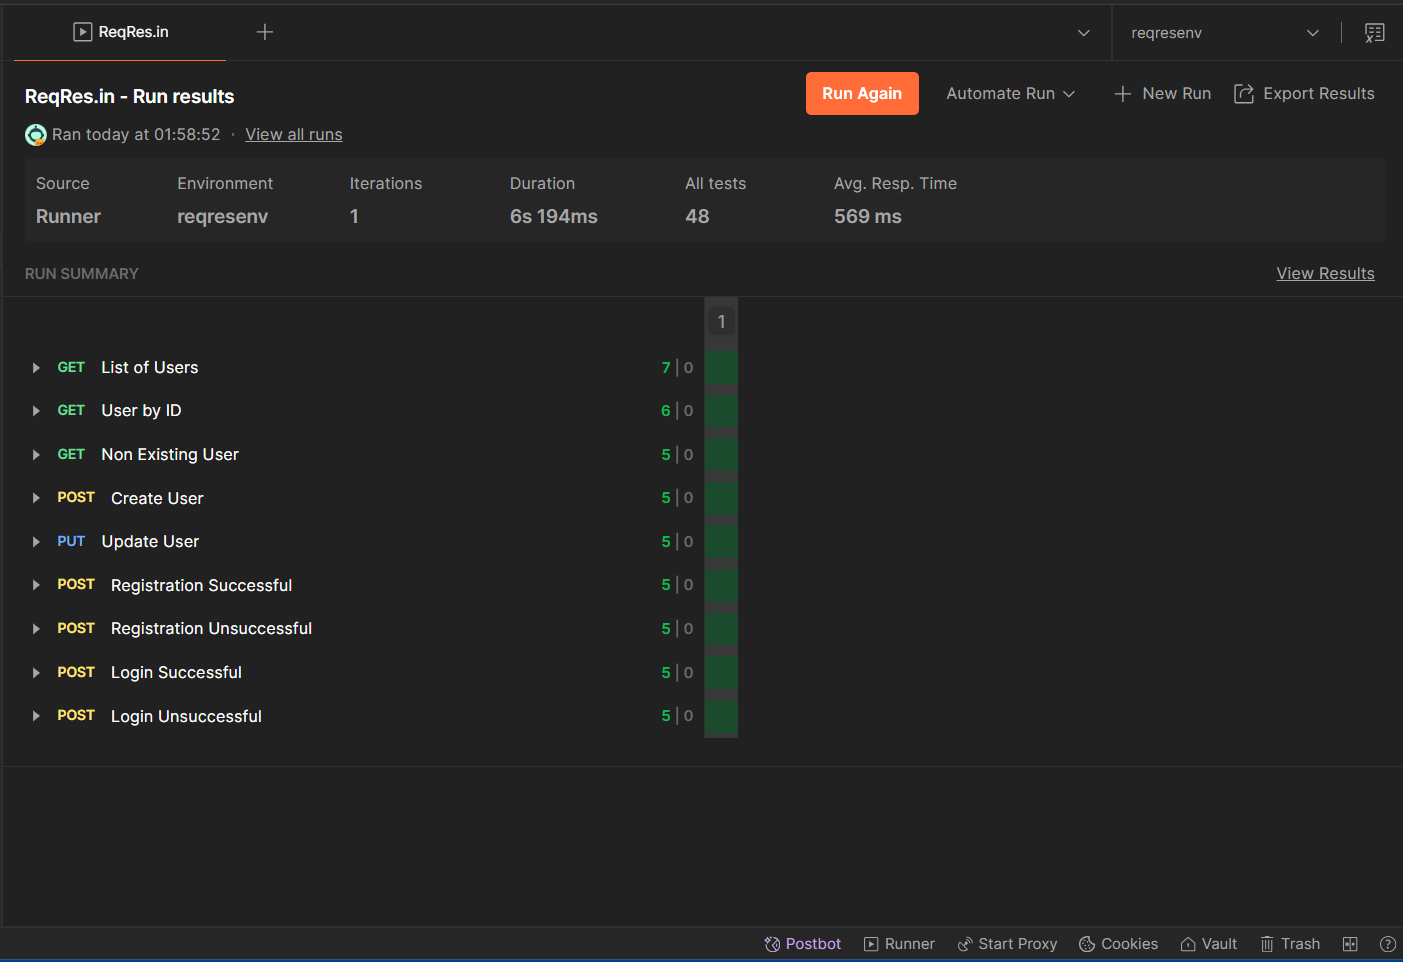 ReqRes.in
reqresenv
ReqRes.in - Run results
Run Again
Automate Run
New Run
Export Results
Ran today at 01:58:52 · View all runs
Source Environment Iterations Duration All tests Avg. Resp. Time
Runner reqresenv 1 6s 194ms 48 569 ms
RUN SUMMARY
View Results
1
GET List of Users 7 | 0
GET User by ID 6 | 0
GET Non Existing User 5 | 0
POST Create User 5 | 0
PUT Update User 5 | 0
POST Registration Successful 5 | 0
POST Registration Unsuccessful 5 | 0
POST Login Successful 5 | 0
POST Login Unsuccessful 5 | 0
Postbot Runner Start Proxy Cookies Vault Trash